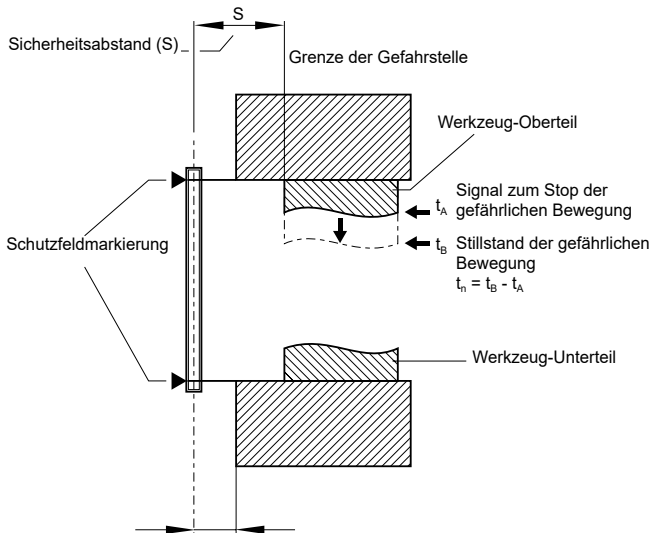 S
Sicherheitsabstand (S)
Grenze der Gefahrstelle
Werkzeug-Oberteil
tA Signal zum Stop der
gefährlichen Bewegung
Schutzfeldmarkierung
tB Stillstand der gefährlichen
Bewegung
tn = tB - tA
Werkzeug-Unterteil